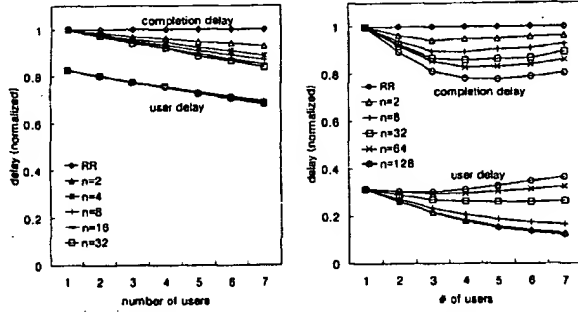 completion delay
1
0.8
user delay
0.6
delay (normalized)
RR
n=2
0.4
n=4
n=8
0.2
n=16
n=32
0
1 2 3 4 5 6 7
number of users
1
0.8
completion delay
0.6
delay (normalized)
RR
n=2
n=8
0.4
n=32
user delay
n=64
0.2
n=128
0
1 2 3 4 5 6 7
# of users